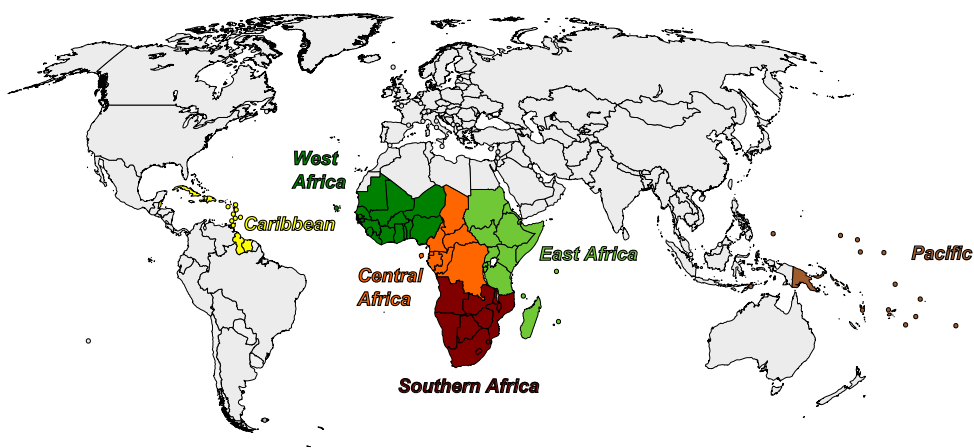 West
Africa
Caribbean
East Africa
Pacific
Central
Africa
Southern Africa